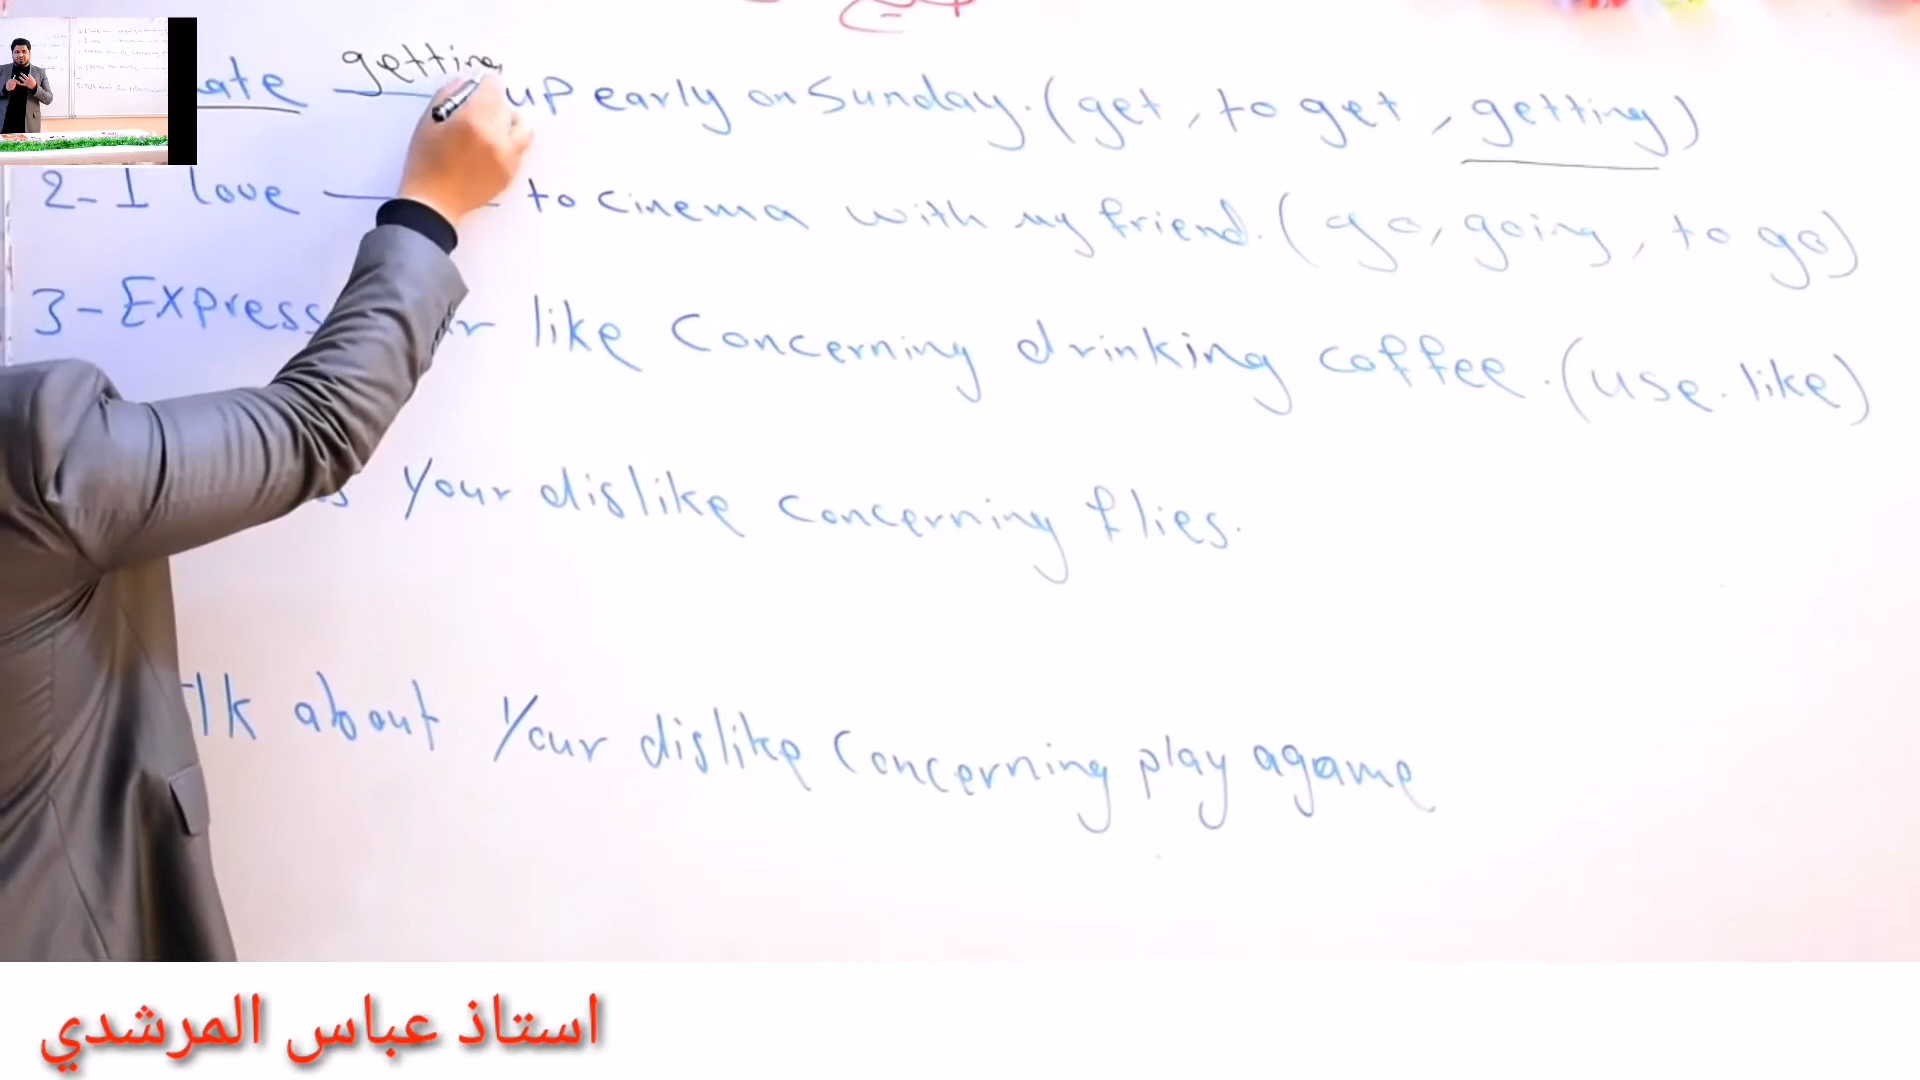 ate getting up early on Sunday. (get, to get, getting)
2- I love to cinema with my friend. (go, going, to go)
3- Express like concerning drinking coffee. (use. like)
Your dislike concerning flies.
lk about Your dislike concerning play a game
استاذ عباس المرشدي